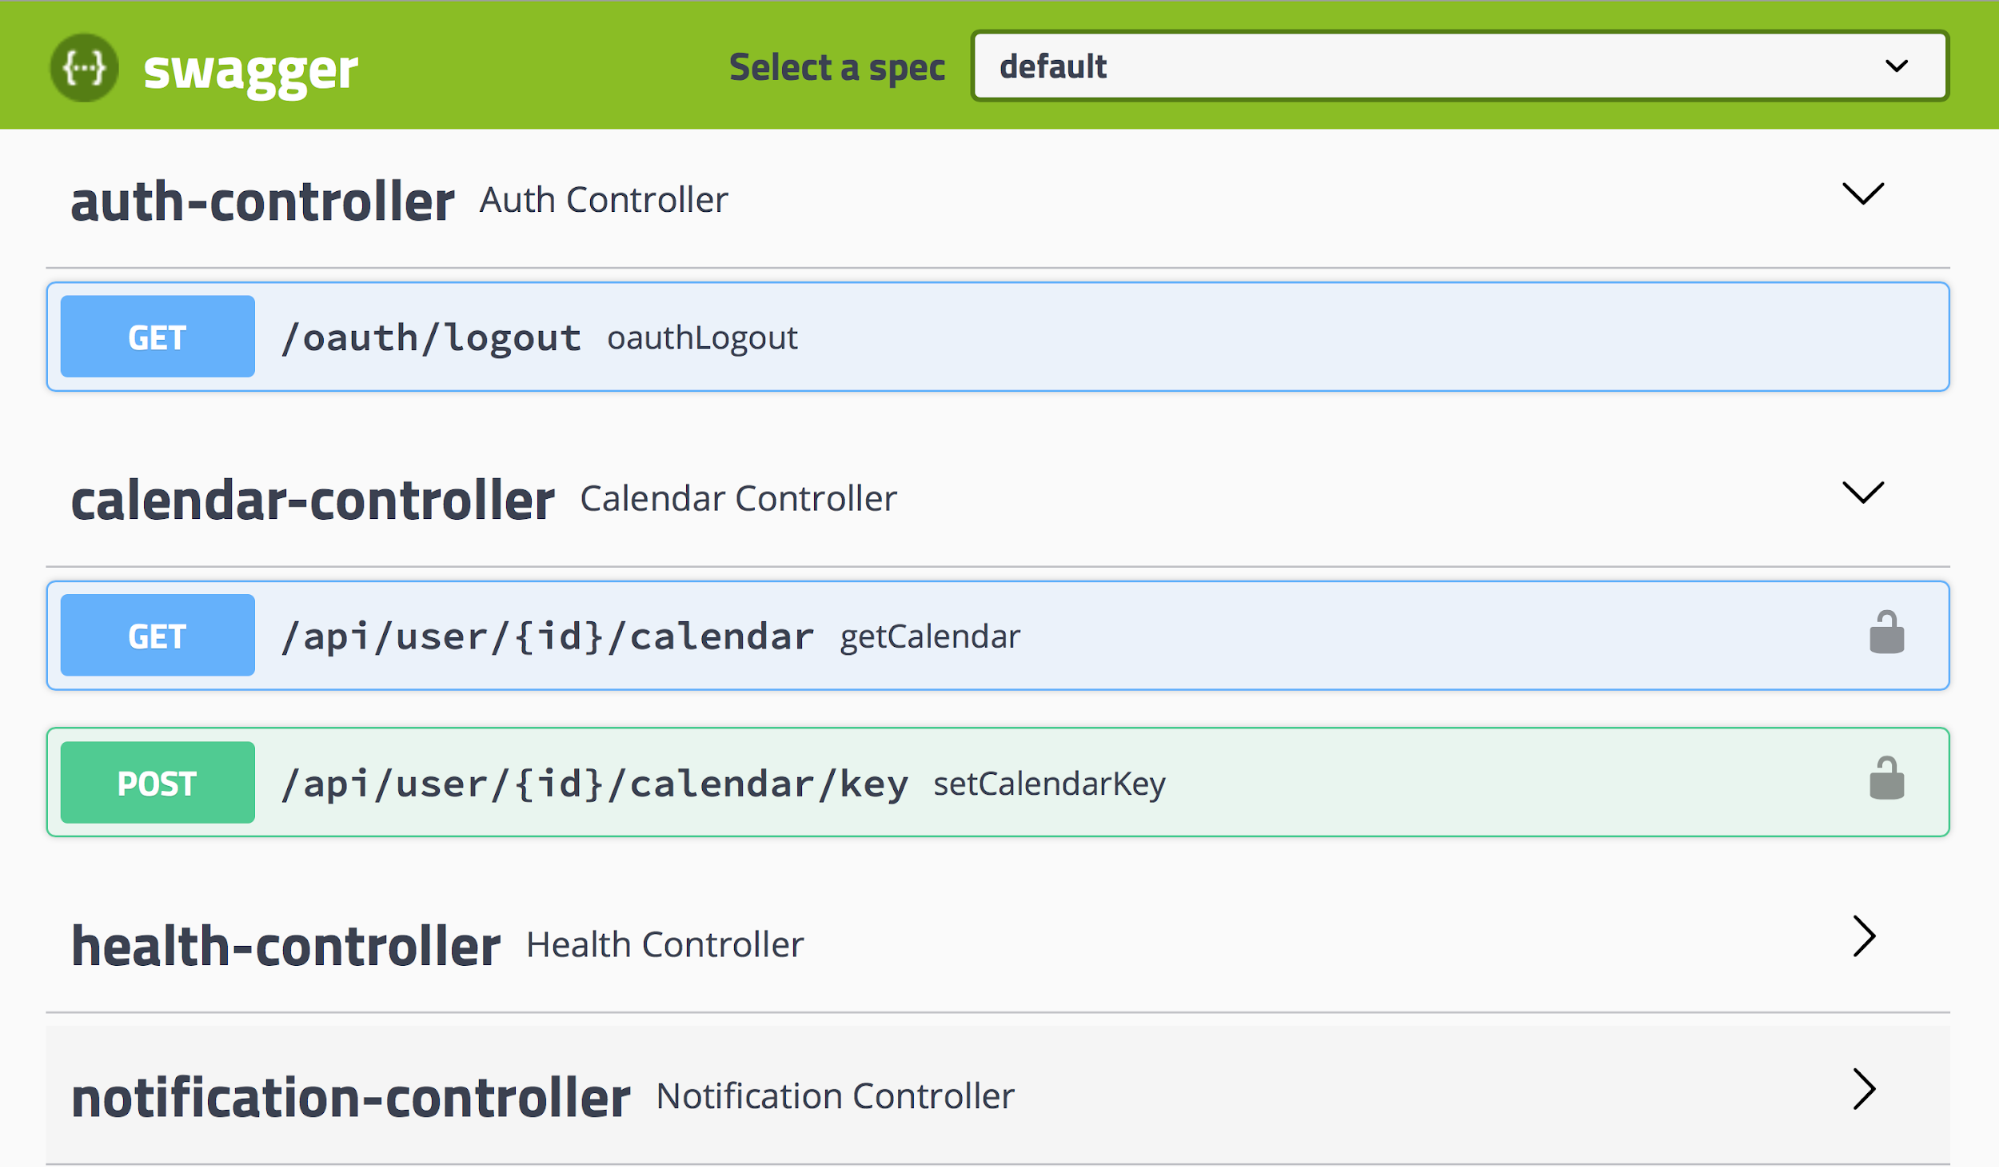 {···} swagger Select a spec default
auth-controller Auth Controller
GET /oauth/logout oauthLogout
calendar-controller Calendar Controller
GET /api/user/{id}/calendar getCalendar
POST /api/user/{id}/calendar/key setCalendarKey
health-controller Health Controller
notification-controller Notification Controller